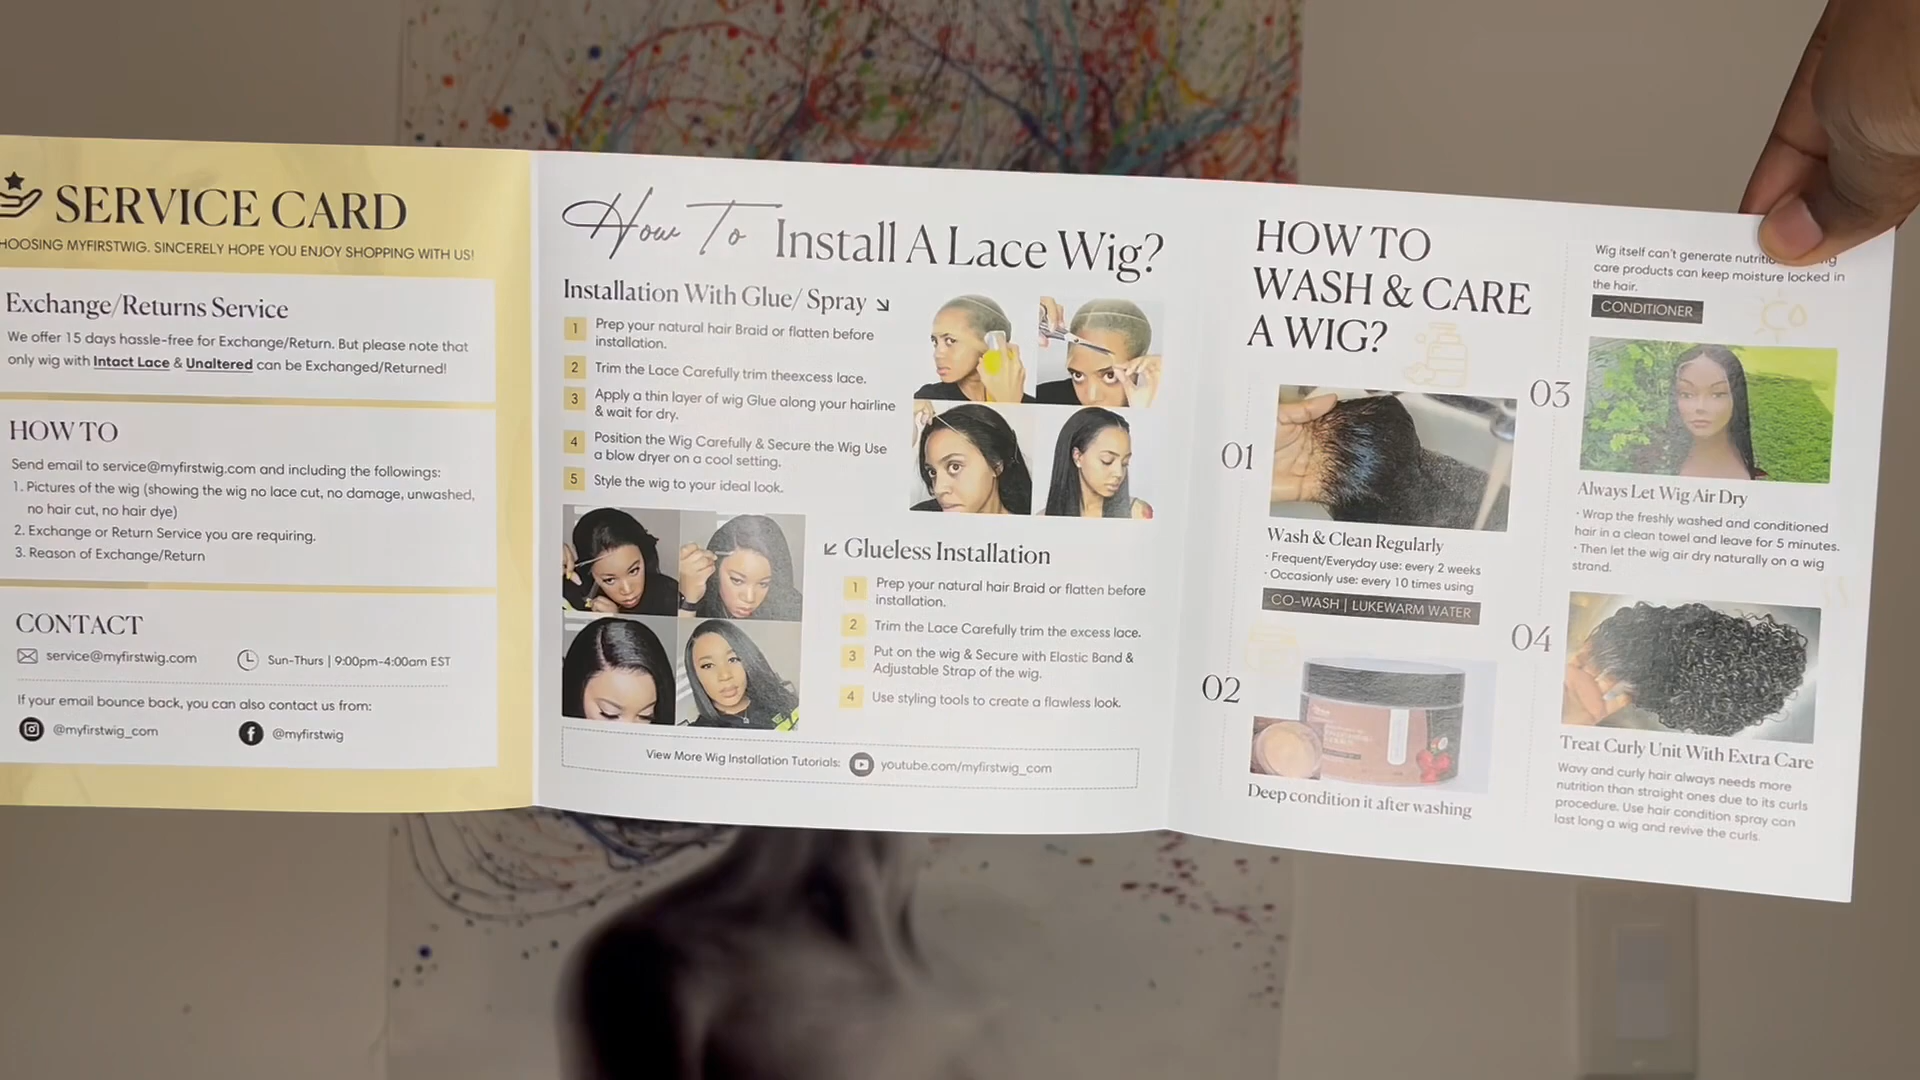 SERVICE CARD
HOOSING MYFIRSTWIG. SINCERELY HOPE YOU ENJOY SHOPPING WITH US!
Exchange/Returns Service
We offer 15 days hassle-free for Exchange/Return. But please note that
only wig with Intact Lace & Unaltered can be Exchanged/Returned!
HOW TO
Send email to service@myfirstwig.com and including the followings:
1. Pictures of the wig (showing the wig no lace cut, no damage, unwashed,
no hair cut, no hair dye)
2. Exchange or Return Service you are requiring.
3. Reason of Exchange/Return
CONTACT
service@myfirstwig.com
Sun-Thurs | 9:00pm-4:00am EST
If your email bounce back, you can also contact us from:
@myfirstwig_com
@myfirstwig
How To Install A Lace Wig?
Installation With Glue/ Spray
1 Prep your natural hair Braid or flatten before
installation.
2 Trim the Lace Carefully trim theexcess lace.
3 Apply a thin layer of wig Glue along your hairline
& wait for dry.
4 Position the Wig Carefully & Secure the Wig Use
a blow dryer on a cool setting.
5 Style the wig to your ideal look.
Glueless Installation
1 Prep your natural hair Braid or flatten before
installation.
2 Trim the Lace Carefully trim the excess lace.
3 Put on the wig & Secure with Elastic Band &
Adjustable Strap of the wig.
4 Use styling tools to create a flawless look.
View More Wig Installation Tutorials: youtube.com/myfirstwig_com
HOW TO
WASH & CARE
A WIG?
01
Wash & Clean Regularly
· Frequent/Everyday use: every 2 weeks
· Occasionly use: every 10 times using
CO-WASH | LUKEWARM WATER
02
Deep condition it after washing
Wig itself can't generate
care products can keep moisture locked in
the hair.
CONDITIONER
03
Always Let Wig Air Dry
· Wrap the freshly washed and conditioned
hair in a clean towel and leave for 5 minutes.
· Then let the wig air dry naturally on a wig
strand.
04
Treat Curly Unit With Extra Care
Wavy and curly hair always needs more
nutrition than straight ones due to its curls
procedure. Use hair condition spray can
last long a wig and revive the curls.